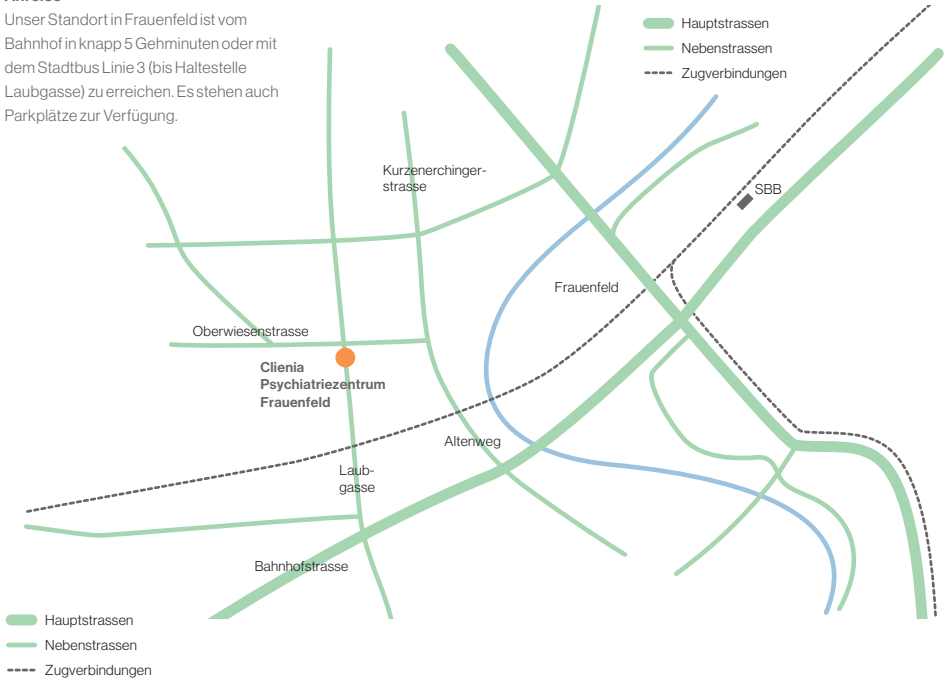 Unser Standort in Frauenfeld ist vom
Bahnhof in knapp 5 Gehminuten oder mit
dem Stadtbus Linie 3 (bis Haltestelle
Laubgasse) zu erreichen. Es stehen auch
Parkplätze zur Verfügung.
Hauptstrassen
Nebenstrassen
Zugverbindungen
Kurzenerchinger-
strasse
SBB
Frauenfeld
Oberwiesenstrasse
Clienia
Psychiatriezentrum
Frauenfeld
Altenweg
Laub-
gasse
Bahnhofstrasse
Hauptstrassen
Nebenstrassen
Zugverbindungen